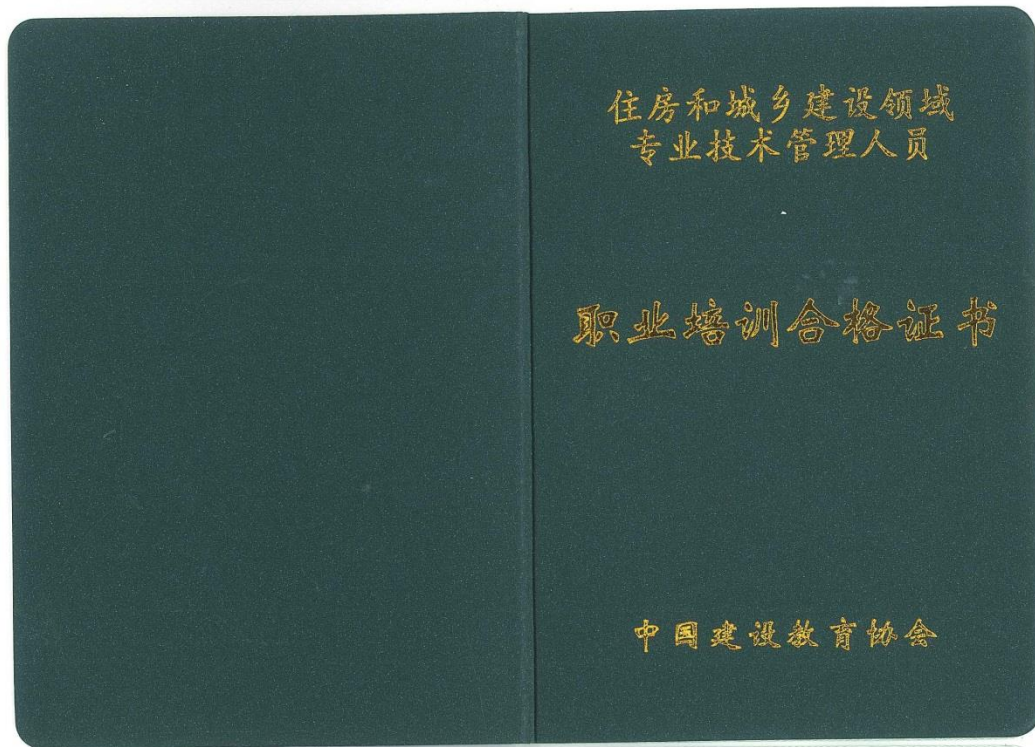 住房和城乡建设领域
专业技术管理人员
职业培训合格证书
中国建设教育协会